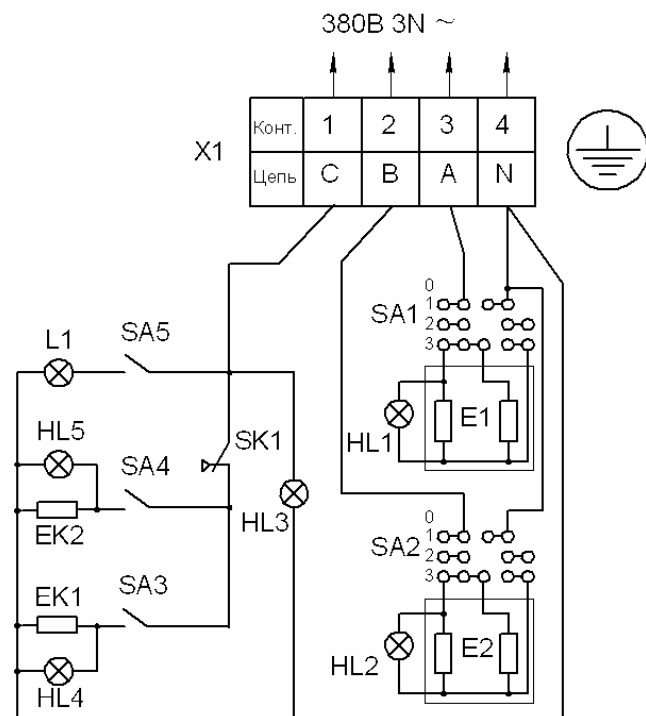 380В 3N ~
X1
Конт. 1 2 3 4
Цепь C B A N
SA1
0
1
2
3
L1
SA5
HL5
SA4
SK1
EK2
HL3
HL1
E1
EK1
SA3
HL4
SA2
0
1
2
3
HL2
E2